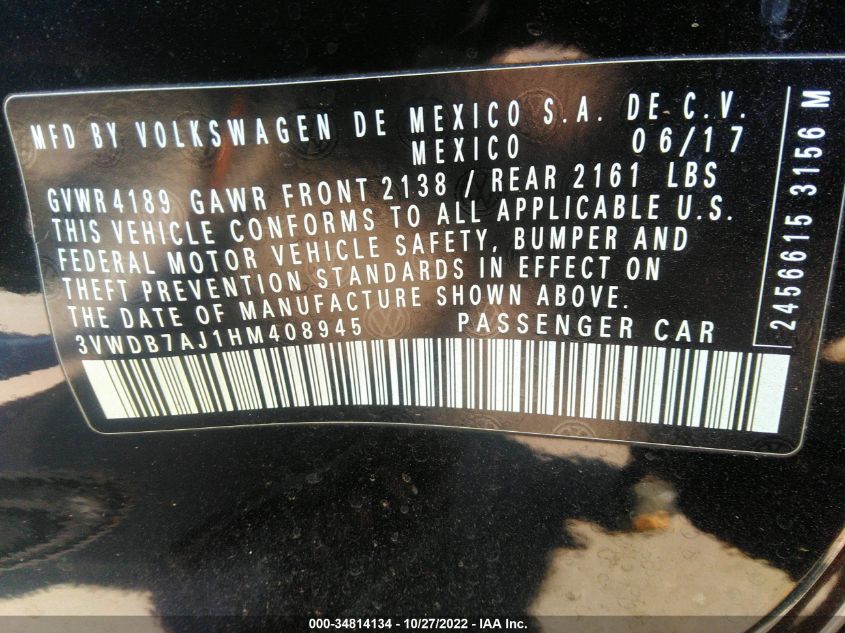 MFD BY VOLKSWAGEN DE MEXICO S.A. DE C.V.
MEXICO 06/17
GVWR4189 GAWR FRONT 2138 / REAR 2161 LBS
THIS VEHICLE CONFORMS TO ALL APPLICABLE U.S.
FEDERAL MOTOR VEHICLE SAFETY, BUMPER AND
THEFT PREVENTION STANDARDS IN EFFECT ON
THE DATE OF MANUFACTURE SHOWN ABOVE.
3VWDB7AJ1HM408945 PASSENGER CAR
2456615 3156 M
000-34814134 - 10/27/2022 - IAA Inc.